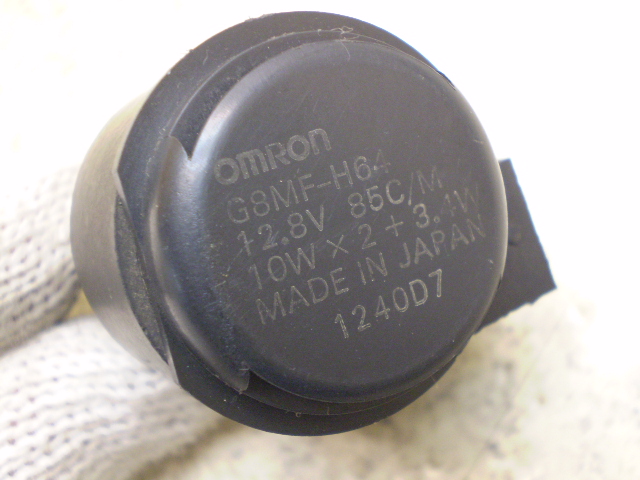 omron
G8MF-H64
12.8V 85C/M
10W × 2 + 3.4W
MADE IN JAPAN
1240D7